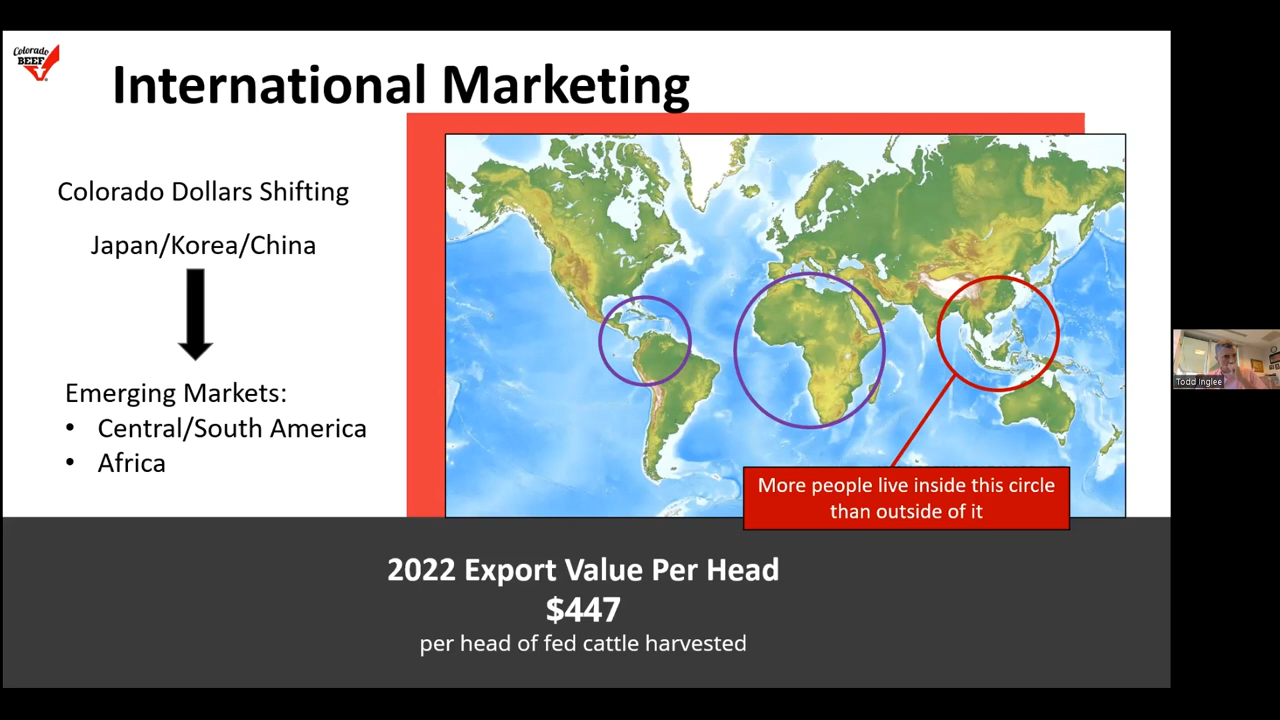 Colorado
BEEF
International Marketing
Colorado Dollars Shifting
Japan/Korea/China
Emerging Markets:
• Central/South America
• Africa
More people live inside this circle
than outside of it
2022 Export Value Per Head
$447
per head of fed cattle harvested
Todd Inglee